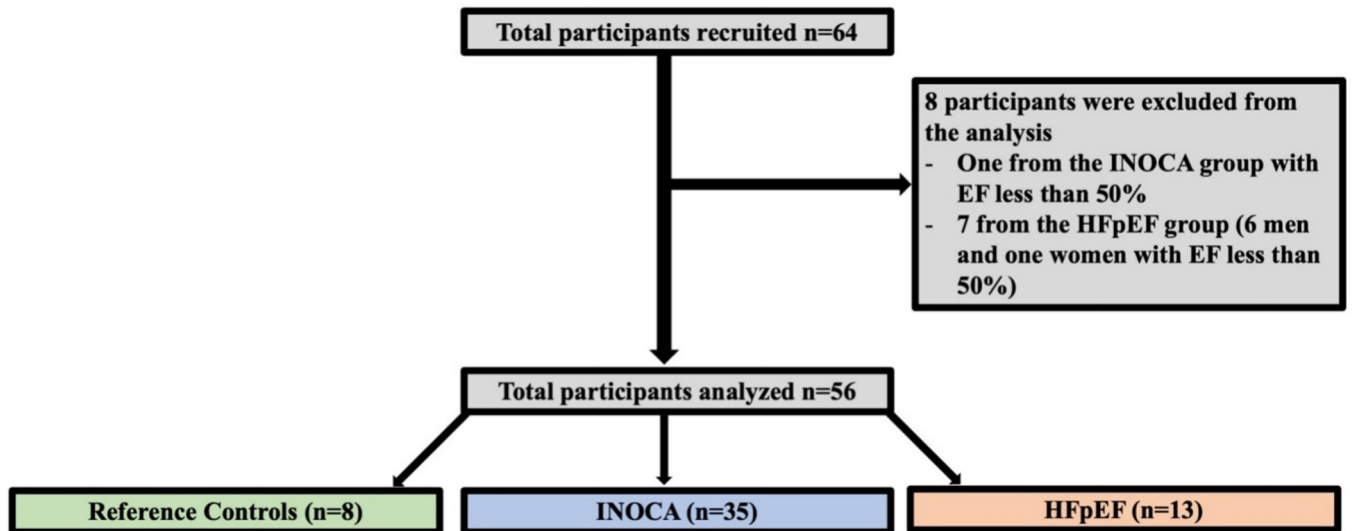 Total participants recruited n=64
8 participants were excluded from
the analysis
- One from the INOCA group with
EF less than 50%
- 7 from the HFpEF group (6 men
and one women with EF less than
50%)
Total participants analyzed n=56
Reference Controls (n=8)
INOCA (n=35)
HFpEF (n=13)